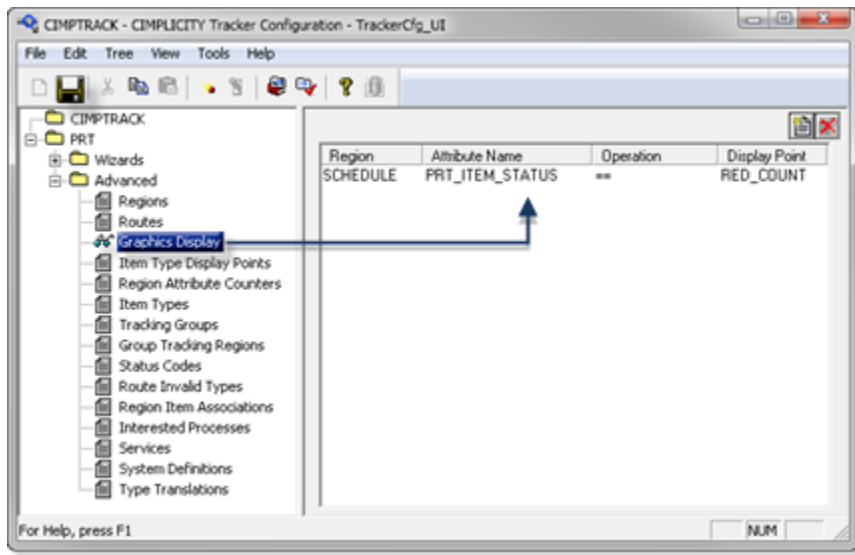 CIMPTRACK - CIMPLICITY Tracker Configuration - TrackerCfg_UI
File Edit Tree View Tools Help
CIMPTRACK
PRT
Wizards
Advanced
Regions
Routes
Graphics Display
Item Type Display Points
Region Attribute Counters
Item Types
Tracking Groups
Group Tracking Regions
Status Codes
Route Invalid Types
Region Item Associations
Interested Processes
Services
System Definitions
Type Translations
Region Attribute Name Operation Display Point
SCHEDULE PRT_ITEM_STATUS == RED_COUNT
For Help, press F1
NUM